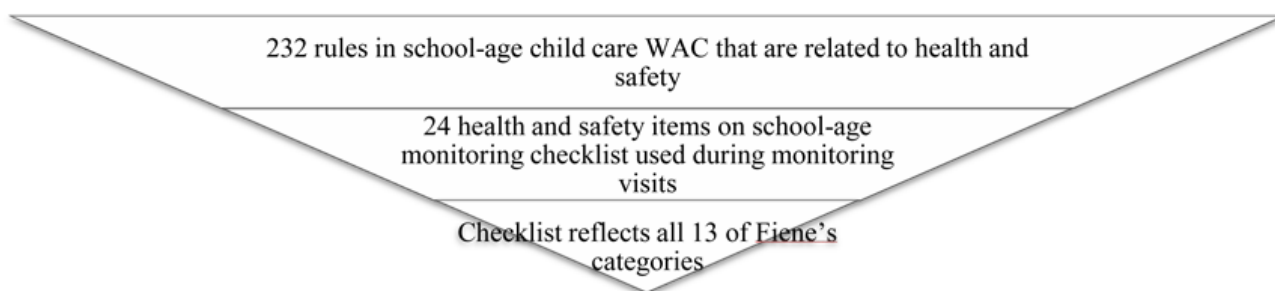 232 rules in school-age child care WAC that are related to health and
safety
24 health and safety items on school-age
monitoring checklist used during monitoring
visits
Checklist reflects all 13 of Fiene's
categories